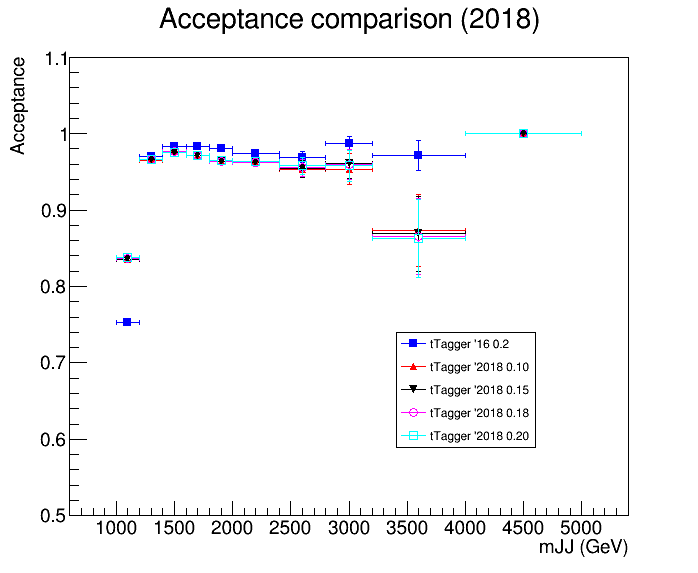 Acceptance comparison (2018)
Acceptance
1.1
1
0.9
0.8
0.7
0.6
0.5
tTagger '16 0.2
tTagger '2018 0.10
tTagger '2018 0.15
tTagger '2018 0.18
tTagger '2018 0.20
1000 1500 2000 2500 3000 3500 4000 4500 5000
mJJ (GeV)